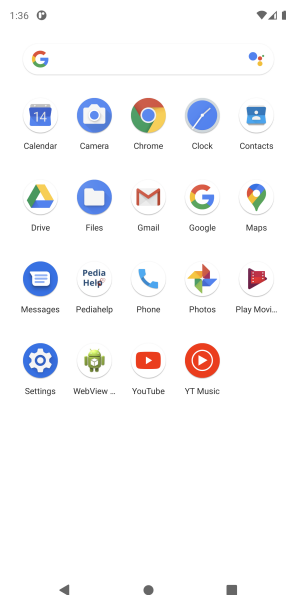 1:36
14
Calendar Camera Chrome Clock Contacts
Drive Files Gmail Google Maps
Pedia
Help
Messages Pediahelp Phone Photos Play Movi...
Settings WebView ... YouTube YT Music